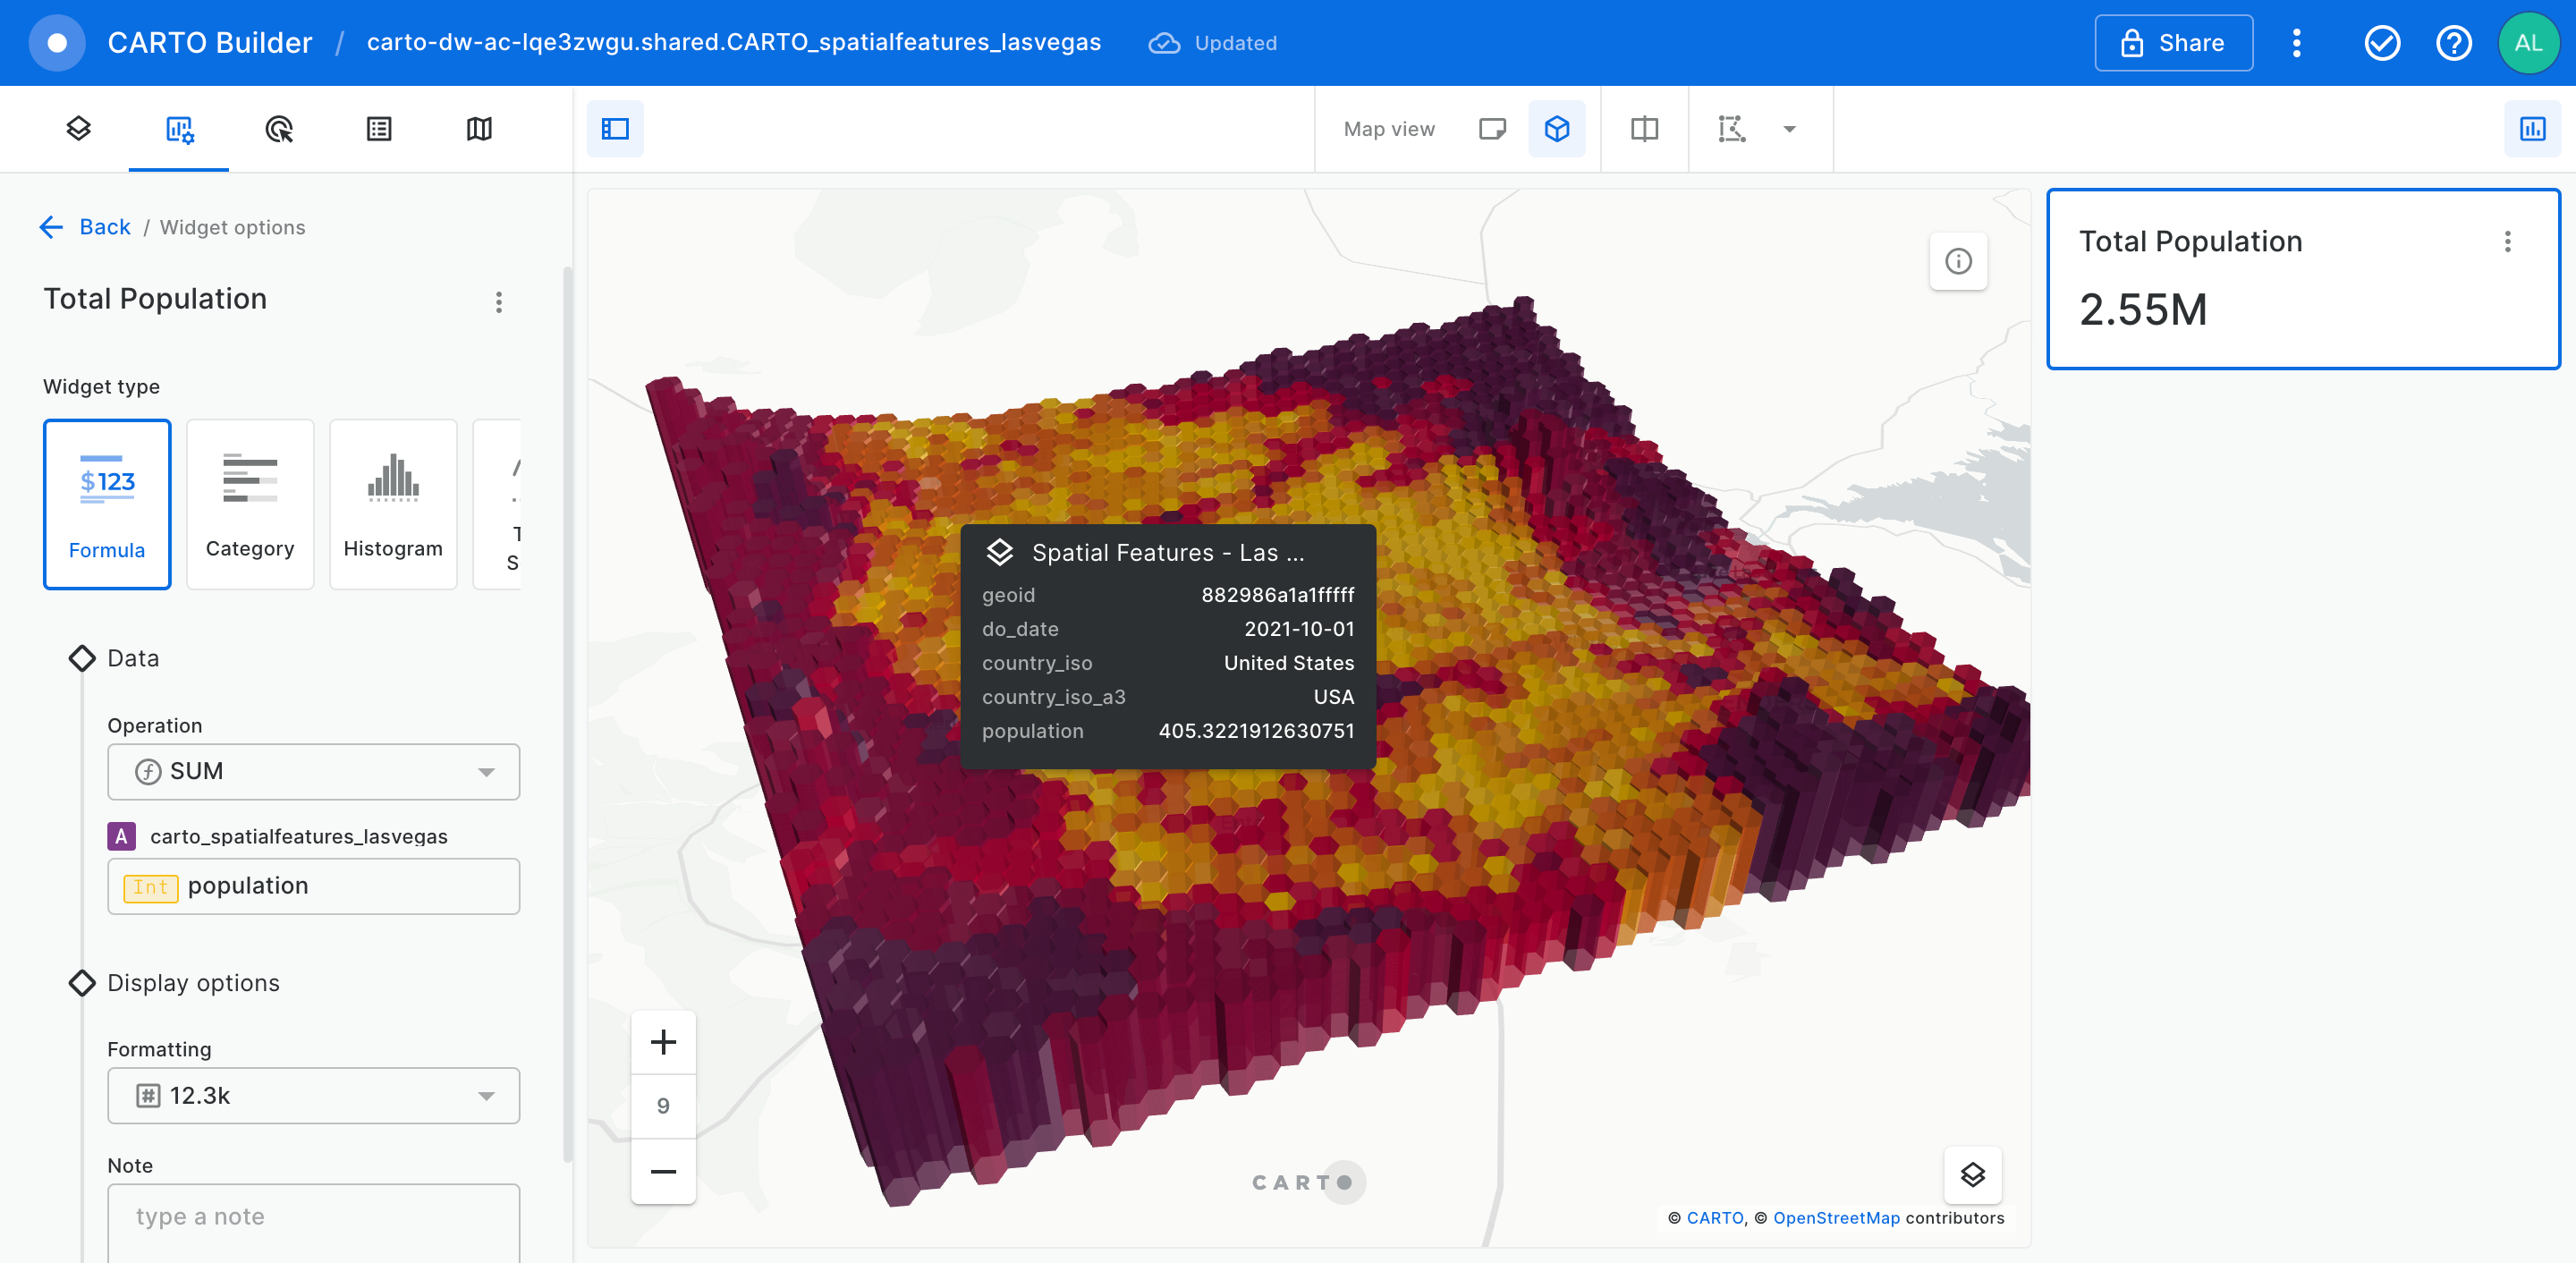 CARTO Builder / carto-dw-ac-lqe3zwgu.shared.CARTO_spatialfeatures_lasvegas Updated Share AL
Map view
Back / Widget options
Total Population
Widget type
$123
Formula
Category
Histogram
T
S
Data
Operation
SUM
A carto_spatialfeatures_lasvegas
Int population
Display options
Formatting
# 12.3k
Note
type a note
Spatial Features - Las ...
geoid 882986a1a1fffff
do_date 2021-10-01
country_iso United States
country_iso_a3 USA
population 405.3221912630751
9
CARTO
© CARTO, © OpenStreetMap contributors
Total Population
2.55M